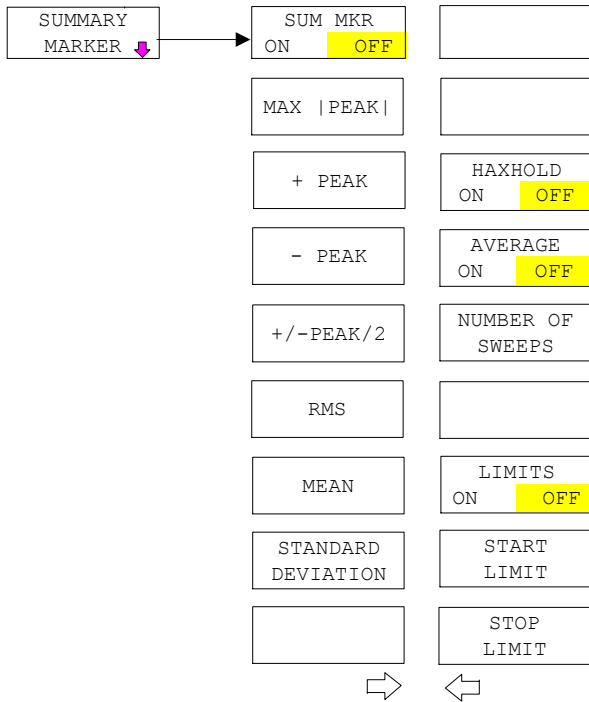 SUMMARY
MARKER
SUM MKR
ON OFF
MAX |PEAK|
+ PEAK
- PEAK
+/-PEAK/2
RMS
MEAN
STANDARD
DEVIATION
HAXHOLD
ON OFF
AVERAGE
ON OFF
NUMBER OF
SWEEPS
LIMITS
ON OFF
START
LIMIT
STOP
LIMIT